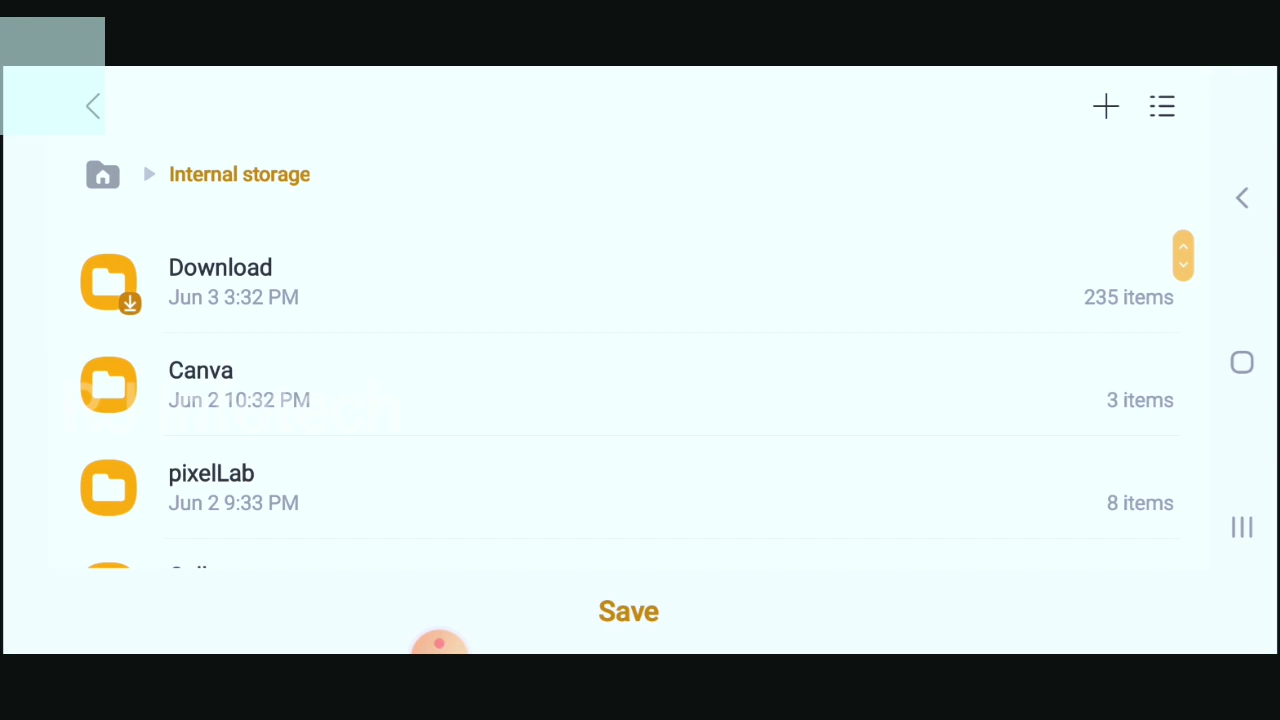 Internal storage
Download
Jun 3 3:32 PM
235 items
Canva
Jun 2 10:32 PM
3 items
pixelLab
Jun 2 9:33 PM
8 items
Save